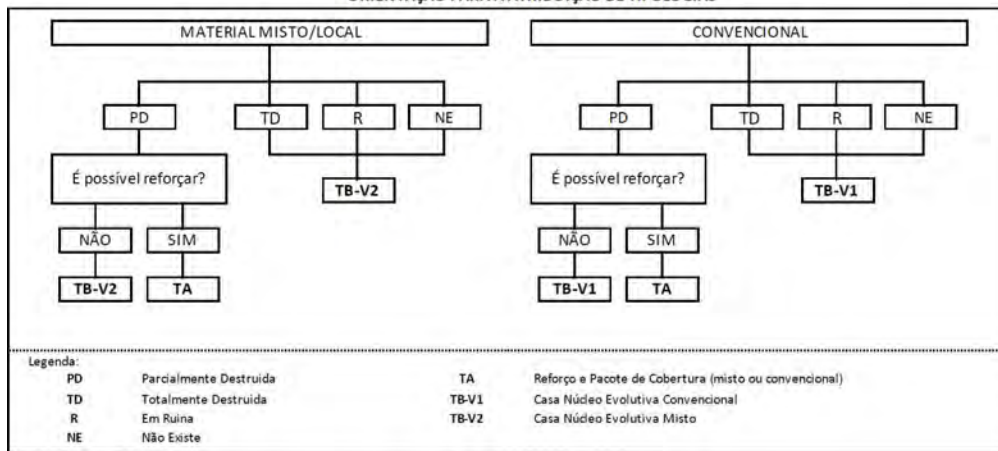 MATERIAL MISTO/LOCAL
CONVENCIONAL
PD
TD
R
NE
PD
TD
R
NE
É possível reforçar?
TB-V2
É possível reforçar?
TB-V1
NÃO
SIM
NÃO
SIM
TB-V2
TA
TB-V1
TA
Legenda:
PD Parcialmente Destruida TA Reforço e Pacote de Cobertura (misto ou convencional)
TD Totalmente Destruida TB-V1 Casa Núcleo Evolutiva Convencional
R Em Ruina TB-V2 Casa Núcleo Evolutiva Misto
NE Não Existe